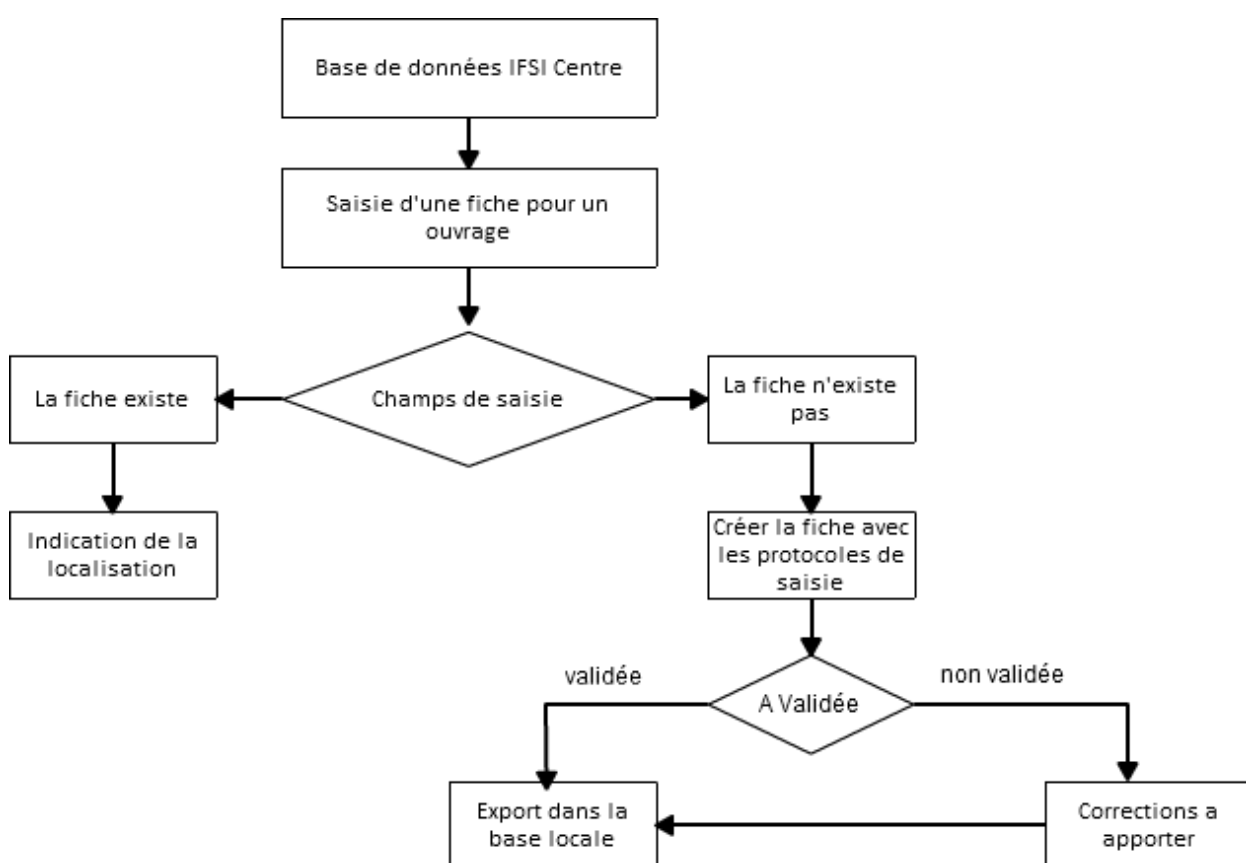 Base de données IFSI Centre
Saisie d'une fiche pour un
ouvrage
La fiche existe
Champs de saisie
La fiche n'existe
pas
Indication de la
localisation
Créer la fiche avec
les protocoles de
saisie
validée
non validée
A Validée
Export dans la
base locale
Corrections a
apporter